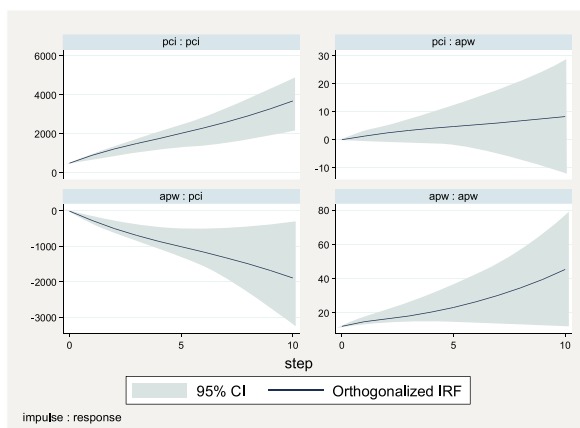 pci : pci
6000
4000
2000
0
pci : apw
30
20
10
0
-10
apw : pci
0
-1000
-2000
-3000
0 5 10
apw : apw
80
60
40
20
0 5 10
step
95% CI Orthogonalized IRF
impulse : response